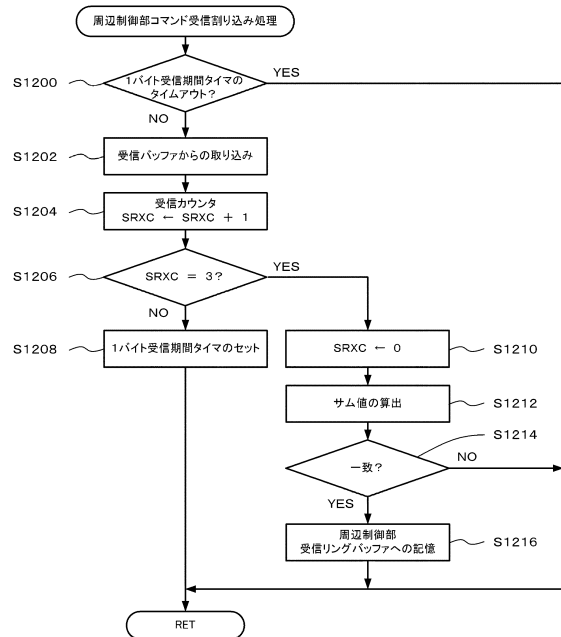 周辺制御部コマンド受信割り込み処理
S1200
1バイト受信期間タイマの
タイムアウト?
YES
NO
S1202
受信バッファからの取り込み
S1204
受信カウンタ
SRXC ← SRXC + 1
S1206
SRXC = 3?
YES
NO
S1208
1バイト受信期間タイマのセット
SRXC ← 0
S1210
サム値の算出
S1212
S1214
一致?
NO
YES
周辺制御部
受信リングバッファへの記憶
S1216
RET